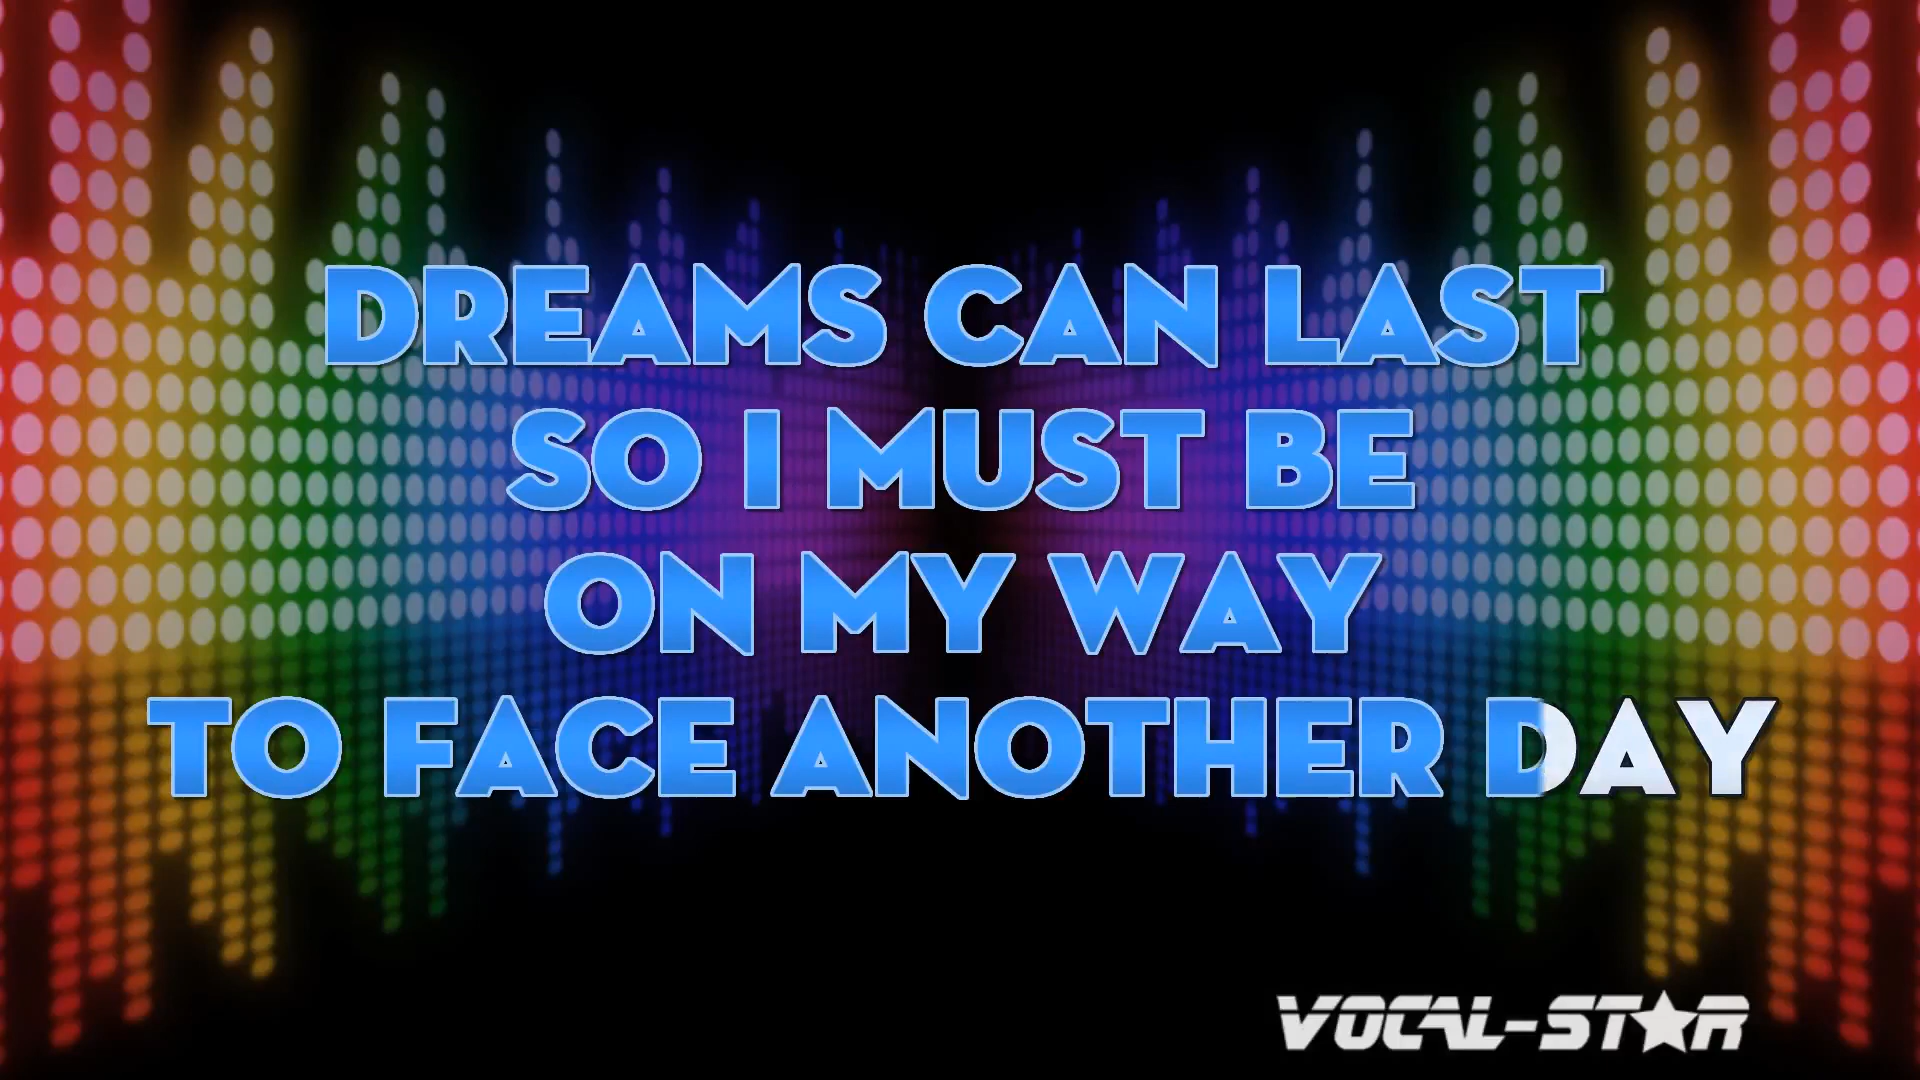 DREAMS CAN LAST
SO I MUST BE
ON MY WAY
TO FACE ANOTHER DAY
VOCAL-STAR